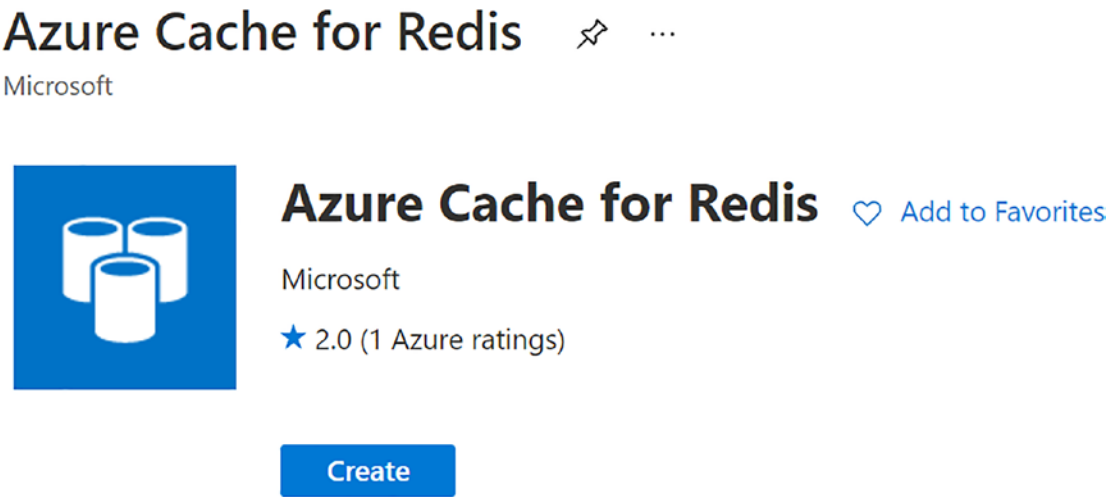 Azure Cache for Redis ...
Microsoft
Azure Cache for Redis Add to Favorites
Microsoft
2.0 (1 Azure ratings)
Create